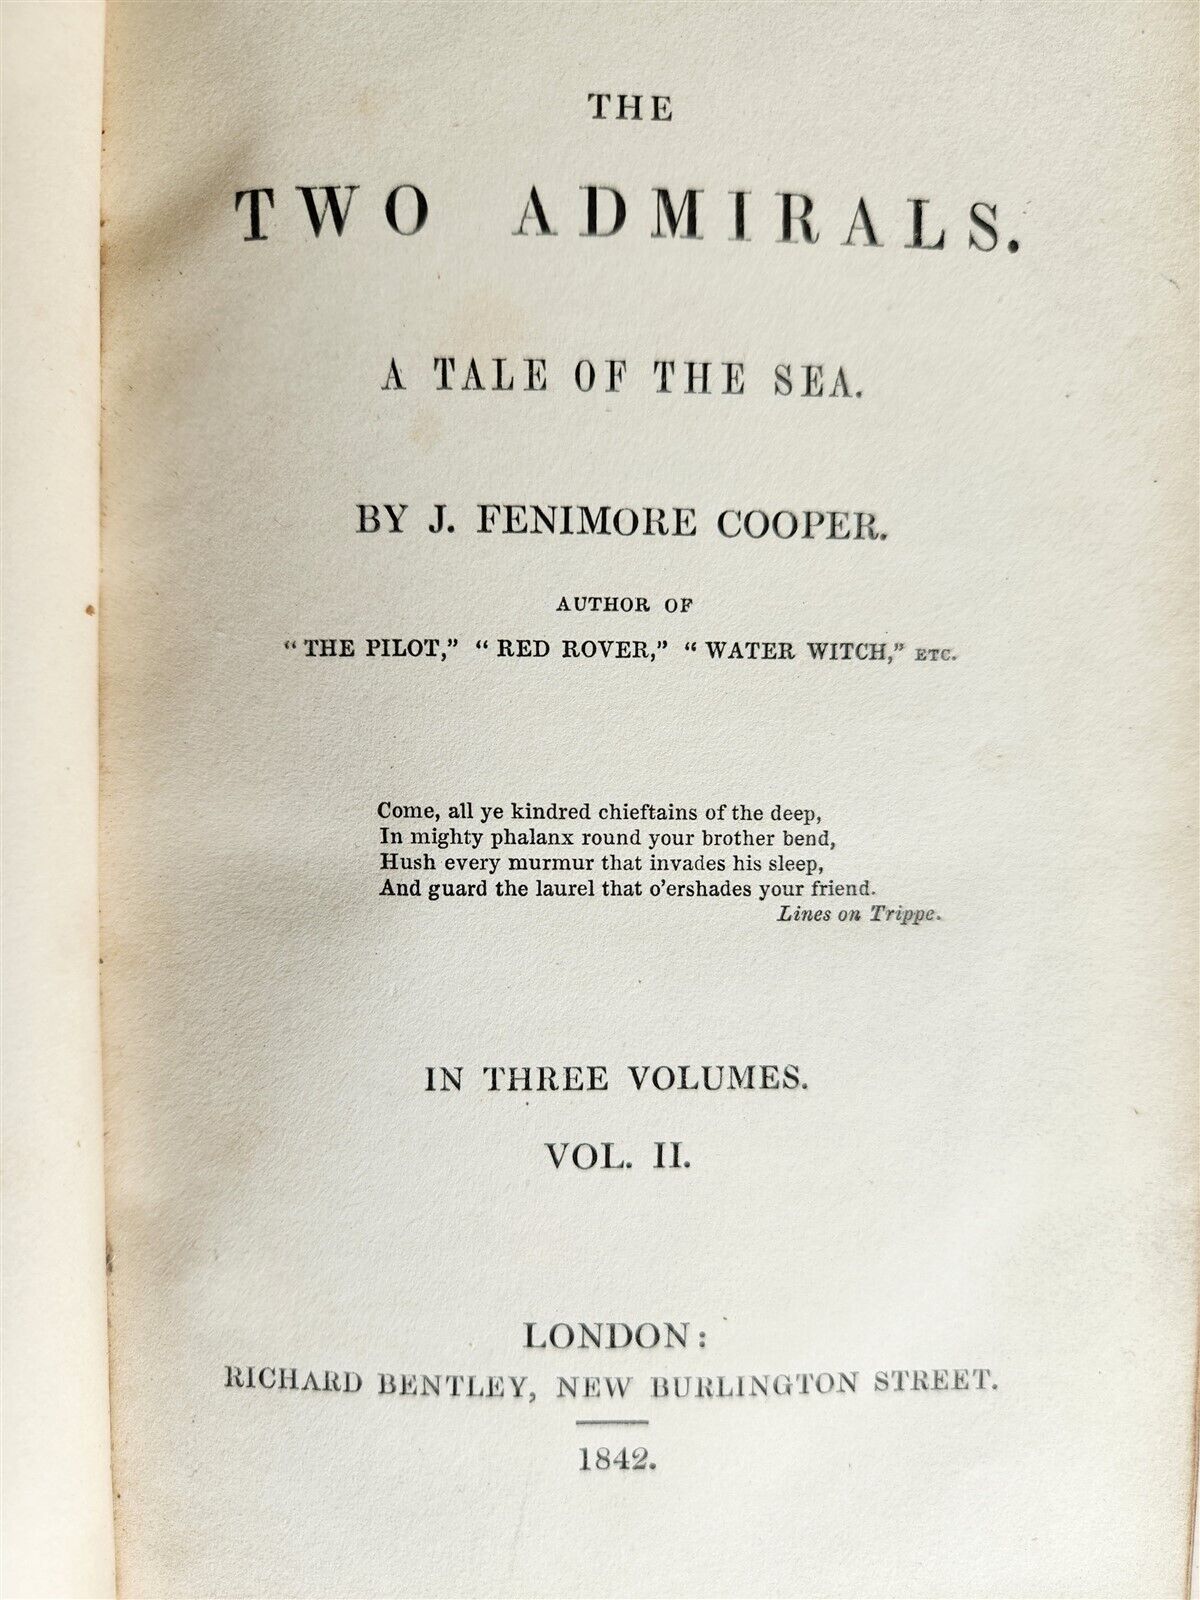 THE
TWO ADMIRALS.
A TALE OF THE SEA.
BY J. FENIMORE COOPER.
AUTHOR OF
“THE PILOT,” “RED ROVER,” “WATER WITCH,” ETC.
Come, all ye kindred chieftains of the deep,
In mighty phalanx round your brother bend,
Hush every murmur that invades his sleep,
And guard the laurel that o’ershades your friend.
Lines on Trippe.
IN THREE VOLUMES.
VOL. II.
LONDON:
RICHARD BENTLEY, NEW BURLINGTON STREET.
1842.